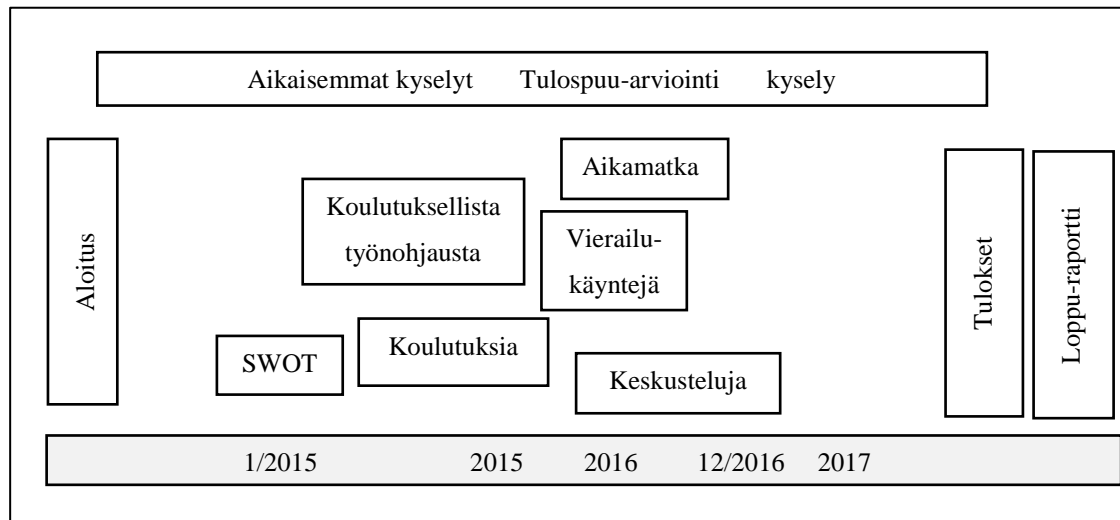 Aikaisemmat kyselyt Tulospuu-arviointi kysely
Aloitus
Koulutuksellista
työnohjausta
Aikamatka
Vierailu-
käyntejä
SWOT
Koulutuksia
Keskusteluja
Tulokset
Loppu-raportti
1/2015 2015 2016 12/2016 2017